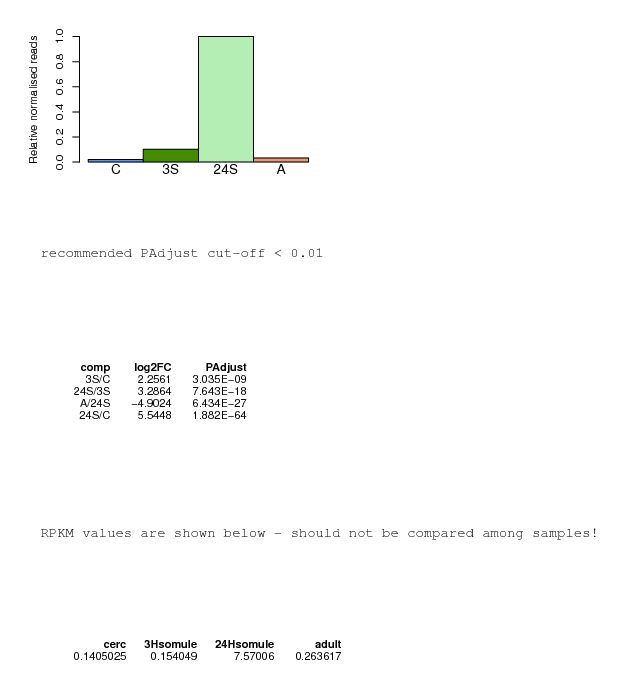 Relative normalised reads
1.0
0.8
0.6
0.4
0.2
0.0
C 3S 24S A
recommended PAdjust cut-off < 0.01
comp log2FC PAdjust
3S/C 2.2561 3.035E−09
24S/3S 3.2864 7.643E−18
A/24S −4.9024 6.434E−27
24S/C 5.5448 1.882E−64
RPKM values are shown below - should not be compared among samples!
cerc 3Hsomule 24Hsomule adult
0.1405025 0.154049 7.57006 0.263617